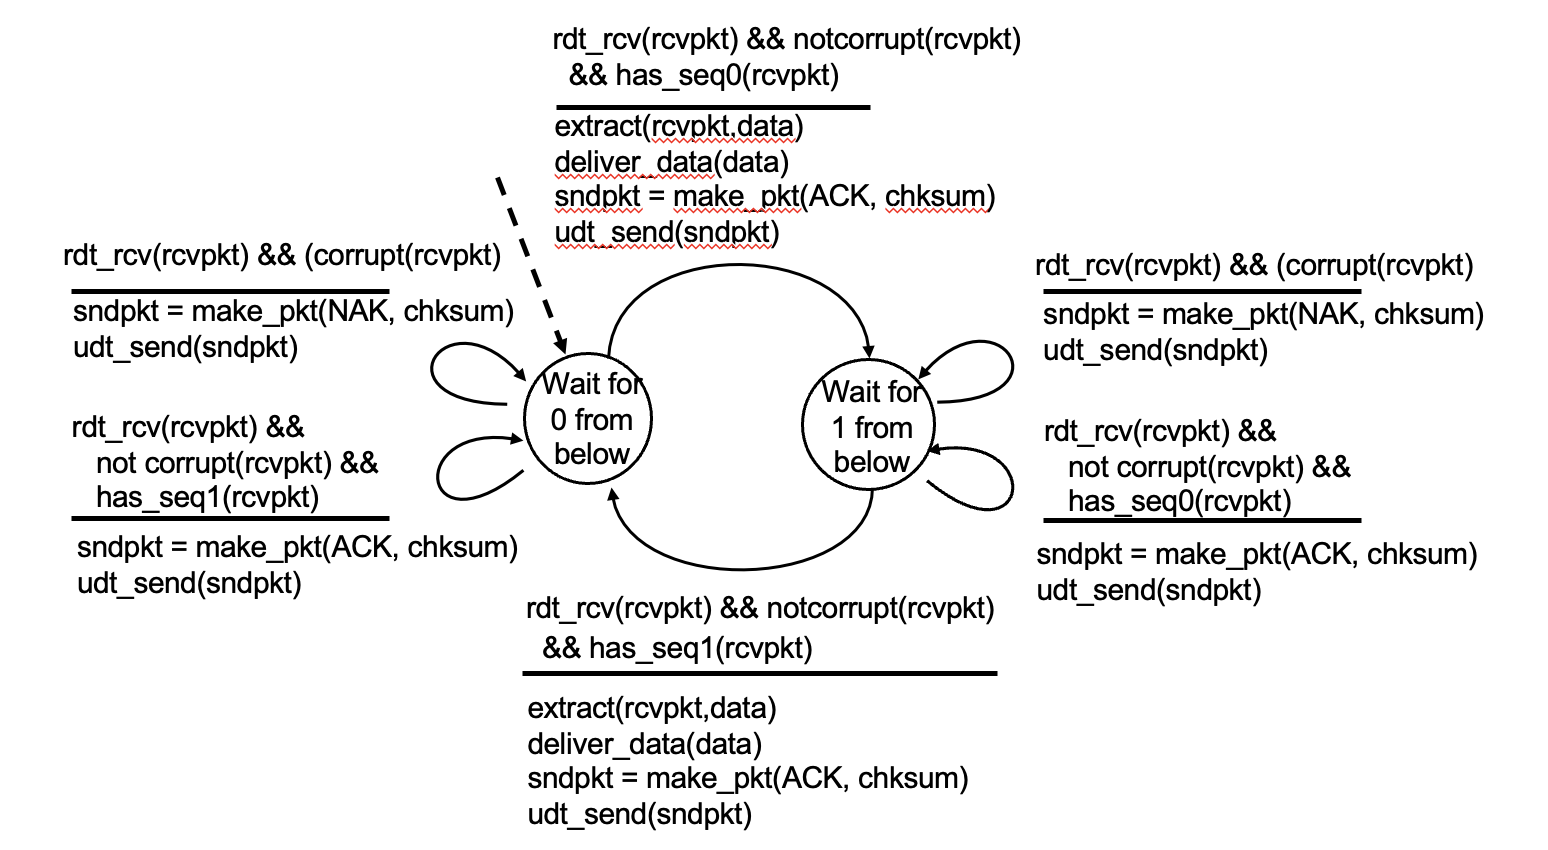 rdt_rcv(rcvpkt) && notcorrupt(rcvpkt)
&& has_seq0(rcvpkt)
extract(rcvpkt,data)
deliver_data(data)
sndpkt = make_pkt(ACK, chksum)
udt_send(sndpkt)
rdt_rcv(rcvpkt) && (corrupt(rcvpkt)
sndpkt = make_pkt(NAK, chksum)
udt_send(sndpkt)
rdt_rcv(rcvpkt) &&
not corrupt(rcvpkt) &&
has_seq1(rcvpkt)
sndpkt = make_pkt(ACK, chksum)
udt_send(sndpkt)
Wait for
0 from
below
Wait for
1 from
below
rdt_rcv(rcvpkt) && (corrupt(rcvpkt)
sndpkt = make_pkt(NAK, chksum)
udt_send(sndpkt)
rdt_rcv(rcvpkt) &&
not corrupt(rcvpkt) &&
has_seq0(rcvpkt)
sndpkt = make_pkt(ACK, chksum)
udt_send(sndpkt)
rdt_rcv(rcvpkt) && notcorrupt(rcvpkt)
&& has_seq1(rcvpkt)
extract(rcvpkt,data)
deliver_data(data)
sndpkt = make_pkt(ACK, chksum)
udt_send(sndpkt)